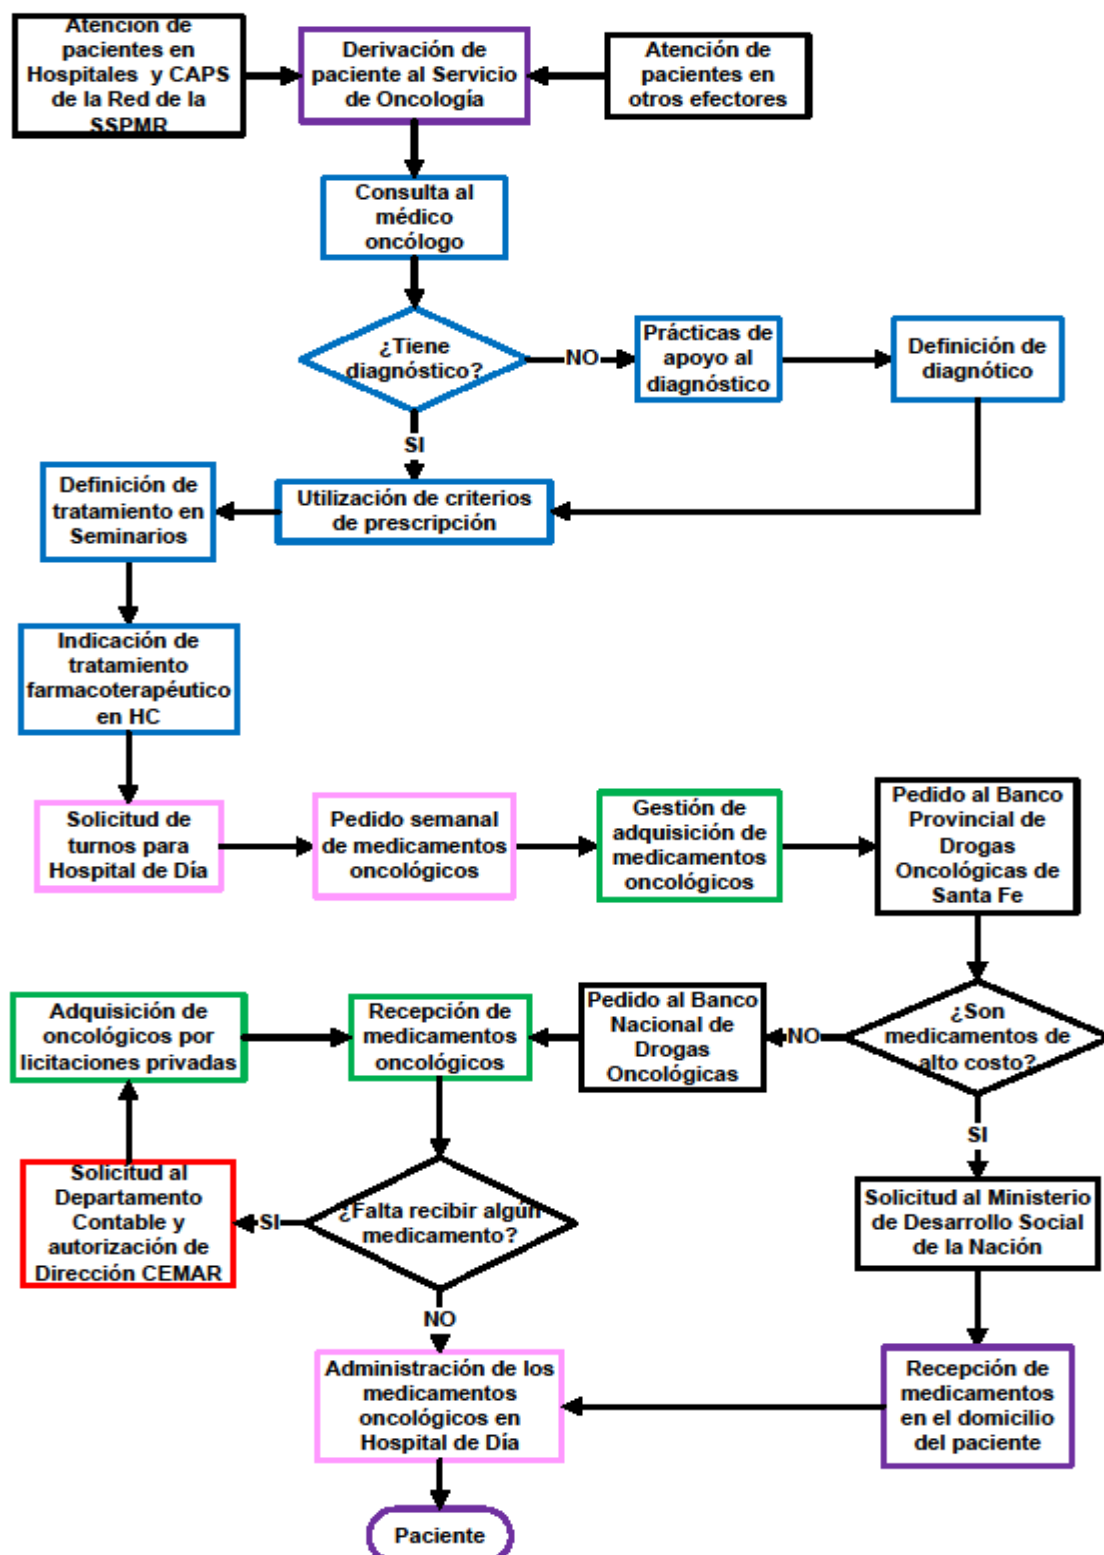 Atención de
pacientes en
Hospitales y CAPS
de la Red de la
SSPMR
Derivación de
paciente al Servicio
de Oncología
Atención de
pacientes en
otros efectores
Consulta al
médico
oncólogo
¿Tiene
diagnóstico?
NO
Prácticas de
apoyo al
diagnóstico
Definición de
diagnótico
SI
Utilización de criterios
de prescripción
Definición de
tratamiento en
Seminarios
Indicación de
tratamiento
farmacoterapéutico
en HC
Solicitud de
turnos para
Hospital de Día
Pedido semanal
de medicamentos
oncológicos
Gestión de
adquisición de
medicamentos
oncológicos
Pedido al Banco
Provincial de
Drogas
Oncológicas de
Santa Fe
¿Son
medicamentos de
alto costo?
NO
Pedido al Banco
Nacional de
Drogas
Oncológicas
Recepción de
medicamentos
oncológicos
Adquisición de
oncológicos por
licitaciones privadas
SI
Solicitud al Ministerio
de Desarrollo Social
de la Nación
¿Falta recibir algún
medicamento?
SI
Solicitud al
Departamento
Contable y
autorización de
Dirección CEMAR
NO
Administración de los
medicamentos
oncológicos en
Hospital de Día
Recepción de
medicamentos
en el domicilio
del paciente
Paciente